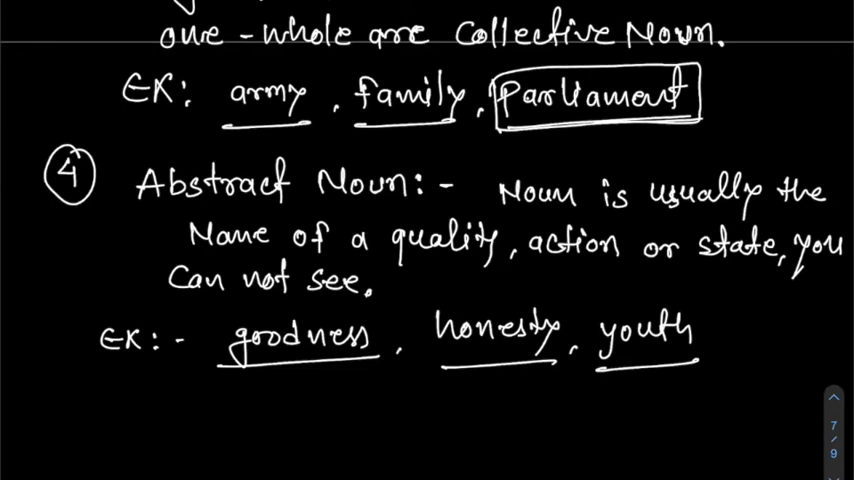 one - whole are Collective Noun.
EX: army, family, parliament
4 Abstract Noun:- Noun is usually the
Name of a quality, action or state, you
Can not see.
EX:- goodness, honesty, youth
7
/
9